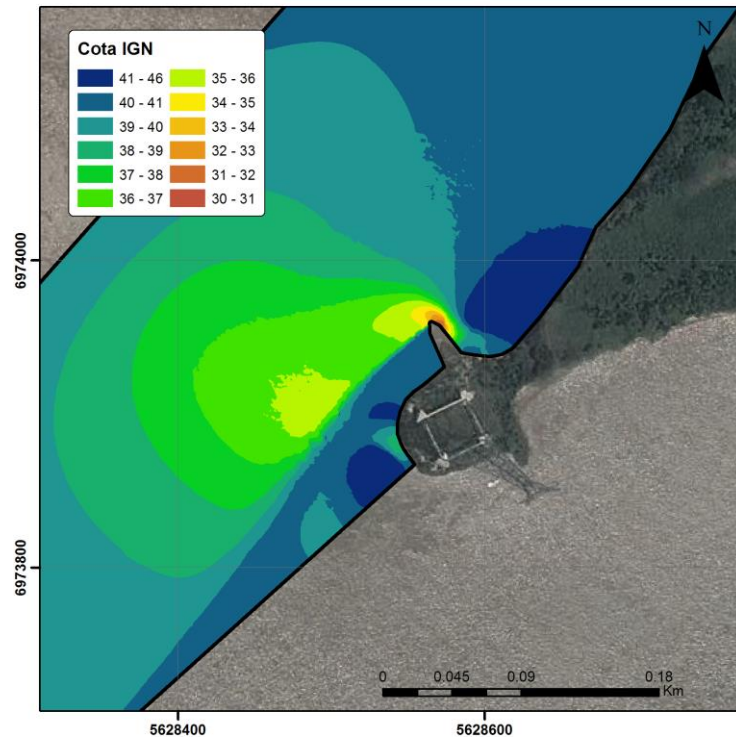 Cota IGN
41 - 46
40 - 41
39 - 40
38 - 39
37 - 38
36 - 37
35 - 36
34 - 35
33 - 34
32 - 33
31 - 32
30 - 31
N
6974000
6973800
0 0.045 0.09 0.18
Km
5628400 5628600